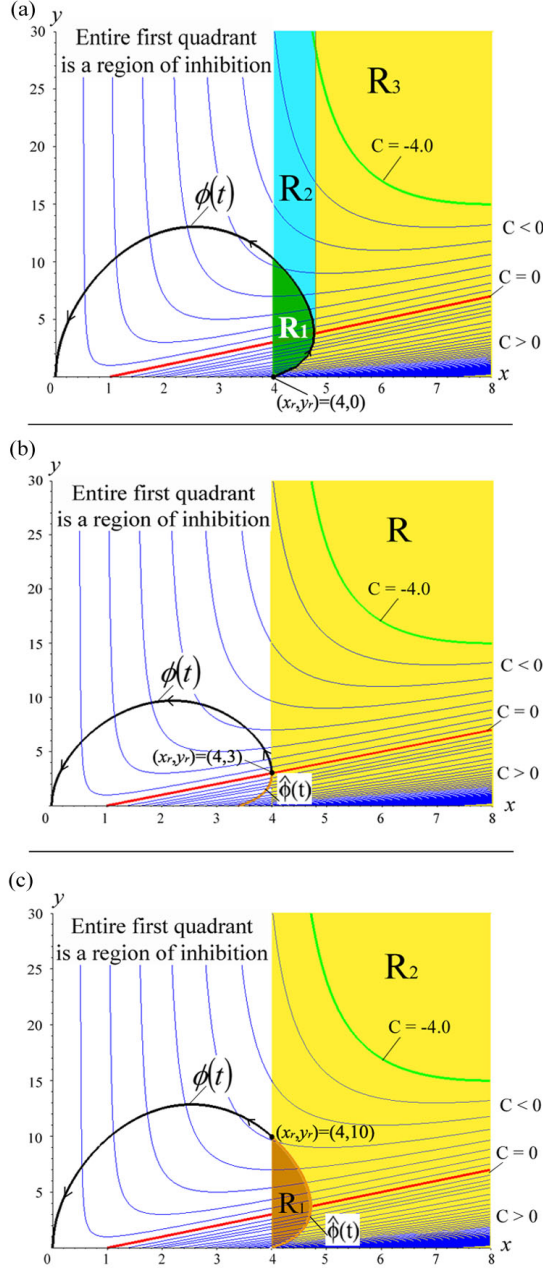 (a)
y
30
Entire first quadrant
is a region of inhibition
R3
25
C = -4.0
20
ϕ(t)
R2
15
C < 0
10
C = 0
R1
5
C > 0
1 2 3 4 5 6 7 8
x
(xr,yr)=(4,0)
(b)
y
30
Entire first quadrant
is a region of inhibition
R
25
20
C = -4.0
15
C < 0
ϕ(t)
10
C = 0
(xr,yr)=(4,3)
5
C > 0
ϕ̂(t)
0 1 2 3 4 5 6 7 8
x
(c)
y
30
Entire first quadrant
is a region of inhibition
R2
25
20
C = -4.0
15
ϕ(t)
C < 0
10
(xr,yr)=(4,10)
C = 0
5
R1
C > 0
ϕ̂(t)
0 1 2 3 4 5 6 7 8
x